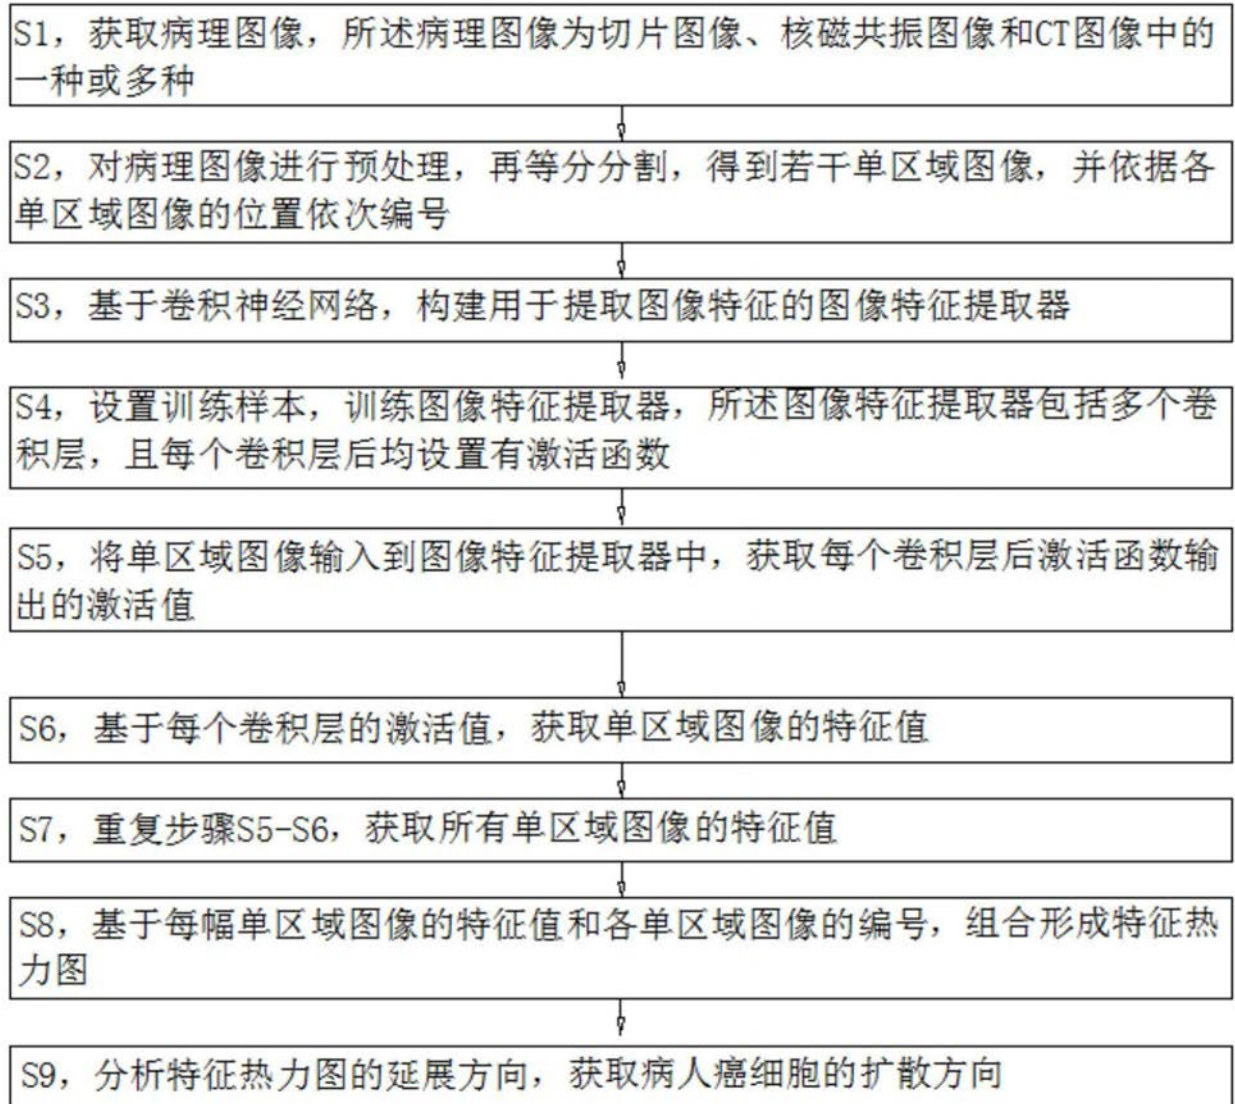 S1，获取病理图像，所述病理图像为切片图像、核磁共振图像和CT图像中的
一种或多种
S2，对病理图像进行预处理，再等分分割，得到若干单区域图像，并依据各
单区域图像的位置依次编号
S3，基于卷积神经网络，构建用于提取图像特征的图像特征提取器
S4，设置训练样本，训练图像特征提取器，所述图像特征提取器包括多个卷
积层，且每个卷积层后均设置有激活函数
S5，将单区域图像输入到图像特征提取器中，获取每个卷积层后激活函数输
出的激活值
S6，基于每个卷积层的激活值，获取单区域图像的特征值
S7，重复步骤S5-S6，获取所有单区域图像的特征值
S8，基于每幅单区域图像的特征值和各单区域图像的编号，组合形成特征热
力图
S9，分析特征热力图的延展方向，获取病人癌细胞的扩散方向